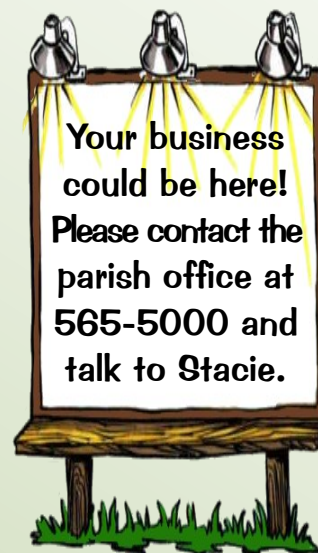 Your business
could be here!
Please contact the
parish office at
565-5000 and
talk to Stacie.